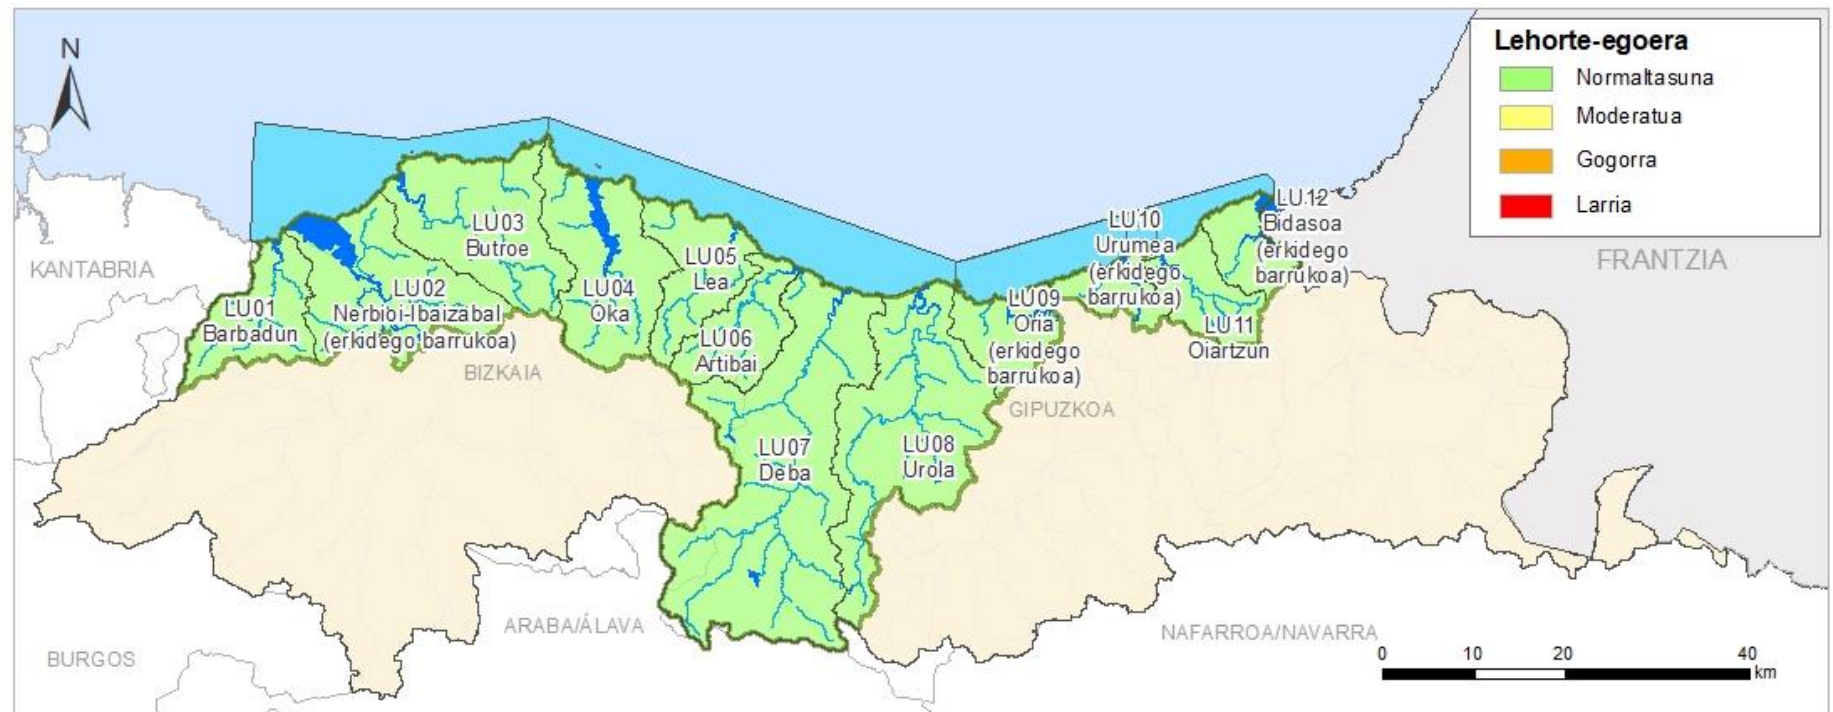 N
Lehorte-egoera
Normaltasuna
Moderatua
Gogorra
Larria
KANTABRIA
FRANTZIA
LU01
Barbadun
LU02
Nerbioi-Ibaizabal
(erkidego barrukoa)
LU03
Butroe
LU04
Oka
LU05
Lea
LU06
Artibai
LU07
Deba
LU08
Urola
LU09
Oria
(erkidego
barrukoa)
LU10
Urumea
(erkidego
barrukoa)
LU11
Oiartzun
LU12
Bidasoa
(erkidego
barrukoa)
BIZKAIA
GIPUZKOA
ARABA/ÁLAVA
NAFARROA/NAVARRA
BURGOS
0 10 20 40
km